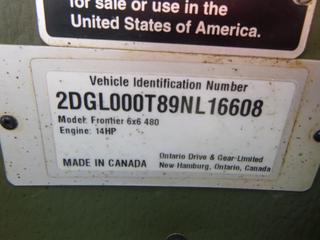 for sale or use in the
United States of America.
Vehicle Identification Number
2DGL000T89NL16608
Model: Frontier 6x6 480
Engine: 14HP
MADE IN CANADA
Ontario Drive & Gear-Limited
New Hamburg, Ontario, Canada